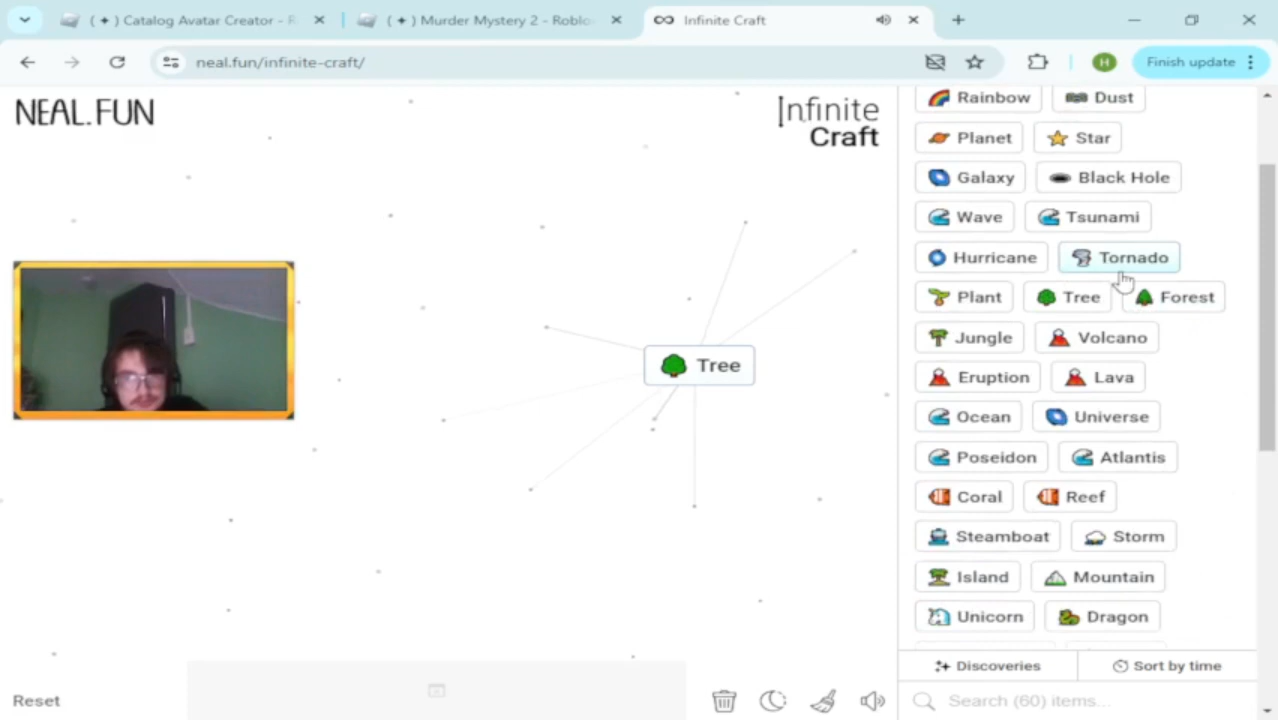 ( + ) Catalog Avatar Creator - R
( + ) Murder Mystery 2 - Roblo
Infinite Craft
neal.fun/infinite-craft/
H
Finish update
NEAL.FUN
Infinite
Craft
Rainbow
Dust
Planet
Star
Galaxy
Black Hole
Wave
Tsunami
Hurricane
Tornado
Plant
Tree
Forest
Jungle
Volcano
Eruption
Lava
Ocean
Universe
Poseidon
Atlantis
Coral
Reef
Steamboat
Storm
Island
Mountain
Unicorn
Dragon
Tree
Discoveries
Sort by time
Reset
Search (60) items...